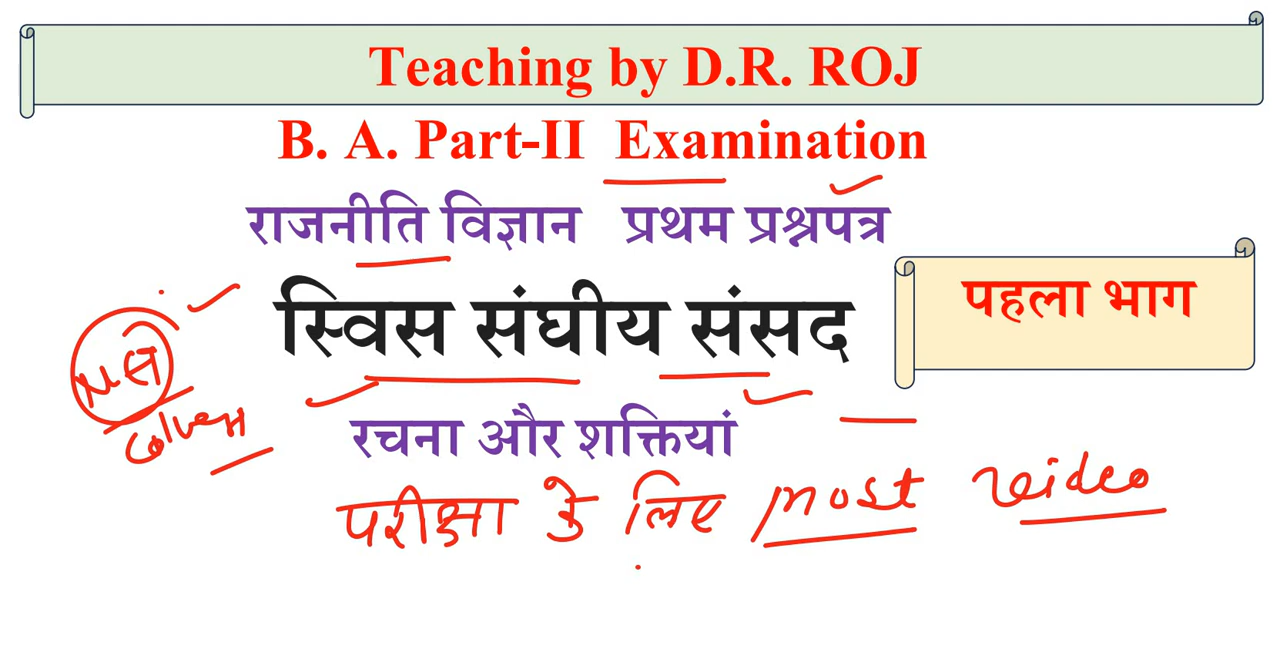 Teaching by D.R. ROJ
B. A. Part-II Examination
राजनीति विज्ञान प्रथम प्रश्नपत्र
स्विस संघीय संसद
पहला भाग
रचना और शक्तियां
परीक्षा के लिए most video